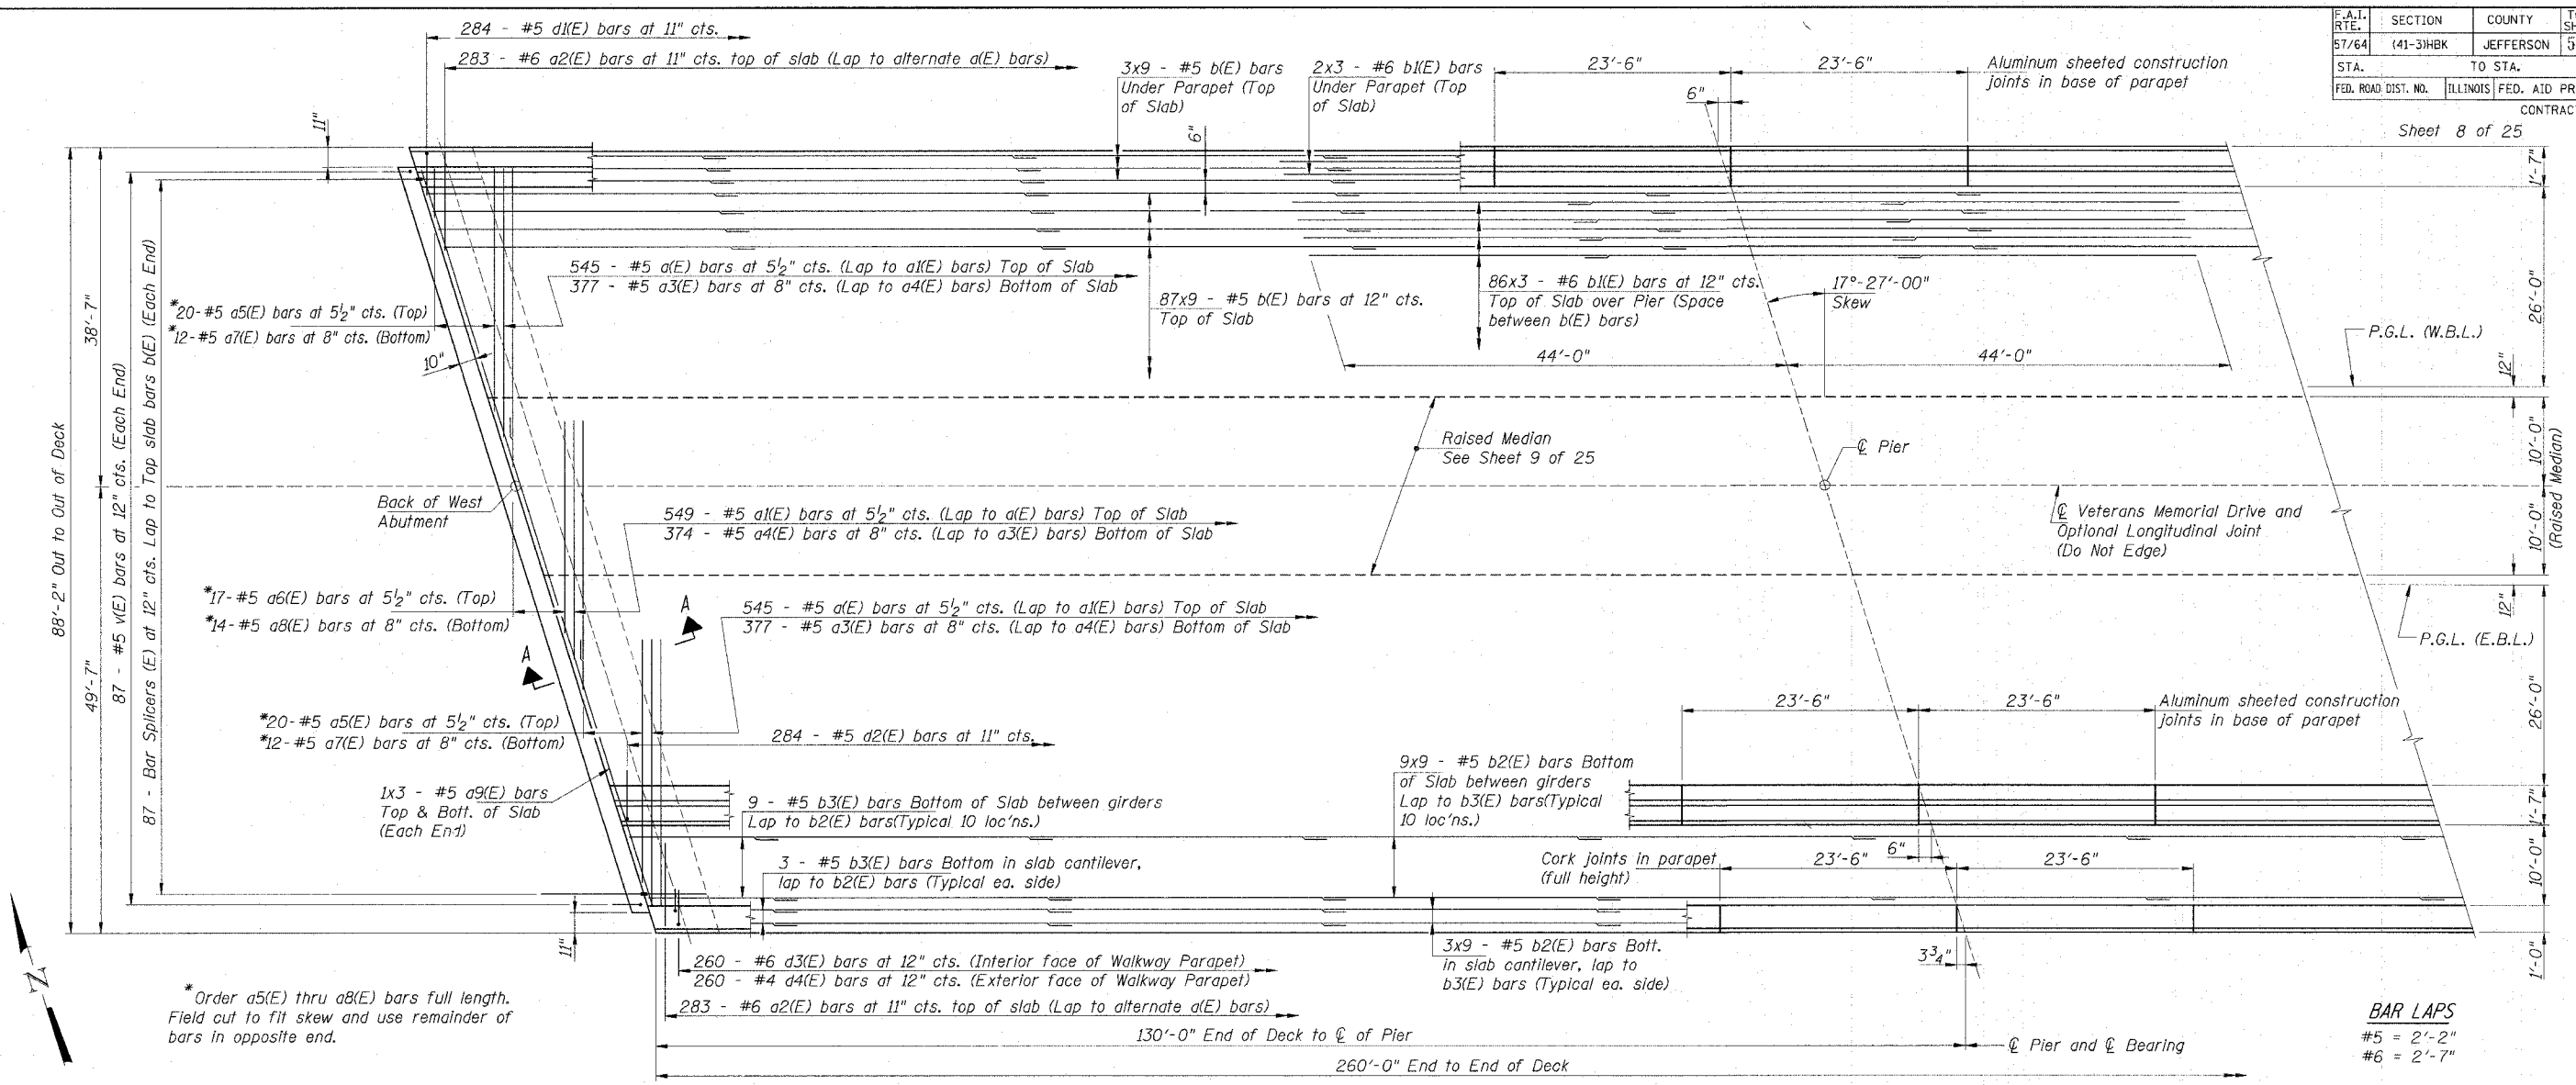 F.A.I. RTE. SECTION COUNTY
57/64 (41-3)HBK JEFFERSON
STA. TO STA.
FED. ROAD DIST. NO. ILLINOIS FED. AID
Sheet 8 of 25
284 - #5 d1(E) bars at 11" cts.
283 - #6 a2(E) bars at 11" cts. top of slab (Lap to alternate a(E) bars)
3x9 - #5 b(E) bars
Under Parapet (Top
of Slab)
2x3 - #6 b1(E) bars
Under Parapet (Top
of Slab)
23'-6"
23'-6"
Aluminum sheeted construction
joints in base of parapet
6"
6"
11"
1'-7"
545 - #5 a(E) bars at 5½" cts. (Lap to a1(E) bars) Top of Slab
377 - #5 a3(E) bars at 8" cts. (Lap to a4(E) bars) Bottom of Slab
*20-#5 a5(E) bars at 5½" cts. (Top)
*12-#5 a7(E) bars at 8" cts. (Bottom)
10"
87x9 - #5 b(E) bars at 12" cts.
Top of Slab
86x3 - #6 b1(E) bars at 12" cts.
Top of Slab over Pier (Space
between b(E) bars)
17°-27'-00"
Skew
44'-0"
44'-0"
P.G.L. (W.B.L.)
26'-0"
12"
38'-7"
49'-7"
88'-2" Out to Out of Deck
87 - #5 v(E) bars at 12" cts. (Each End)
87 - Bar Splicers (E) at 12" cts. Lap to Top slab bars b(E) (Each End)
Raised Median
See Sheet 9 of 25
℄ Pier
10'-0"
10'-0"
(Raised Median)
Back of West
Abutment
549 - #5 a1(E) bars at 5½" cts. (Lap to a(E) bars) Top of Slab
374 - #5 a4(E) bars at 8" cts. (Lap to a3(E) bars) Bottom of Slab
℄ Veterans Memorial Drive and
Optional Longitudinal Joint
(Do Not Edge)
*17-#5 a6(E) bars at 5½" cts. (Top)
*14-#5 a8(E) bars at 8" cts. (Bottom)
A
A
545 - #5 a(E) bars at 5½" cts. (Lap to a1(E) bars) Top of Slab
377 - #5 a3(E) bars at 8" cts. (Lap to a4(E) bars) Bottom of Slab
12"
P.G.L. (E.B.L.)
26'-0"
*20-#5 a5(E) bars at 5½" cts. (Top)
*12-#5 a7(E) bars at 8" cts. (Bottom)
284 - #5 d2(E) bars at 11" cts.
23'-6"
23'-6"
Aluminum sheeted construction
joints in base of parapet
1x3 - #5 a9(E) bars
Top & Bott. of Slab
(Each End)
9 - #5 b3(E) bars Bottom of Slab between girders
Lap to b2(E) bars(Typical 10 loc'ns.)
9x9 - #5 b2(E) bars Bottom
of Slab between girders
Lap to b3(E) bars(Typical
10 loc'ns.)
1'-7"
3 - #5 b3(E) bars Bottom in slab cantilever,
lap to b2(E) bars (Typical ea. side)
Cork joints in parapet
(full height)
23'-6"
6"
23'-6"
10'-0"
11"
3x9 - #5 b2(E) bars Bott.
in slab cantilever, lap to
b3(E) bars (Typical ea. side)
3¾"
1'-0"
260 - #6 d3(E) bars at 12" cts. (Interior face of Walkway Parapet)
260 - #4 d4(E) bars at 12" cts. (Exterior face of Walkway Parapet)
283 - #6 a2(E) bars at 11" cts. top of slab (Lap to alternate a(E) bars)
N
*Order a5(E) thru a8(E) bars full length.
Field cut to fit skew and use remainder of
bars in opposite end.
130'-0" End of Deck to ℄ of Pier
℄ Pier and ℄ Bearing
260'-0" End to End of Deck
BAR LAPS
#5 = 2'-2"
#6 = 2'-7"